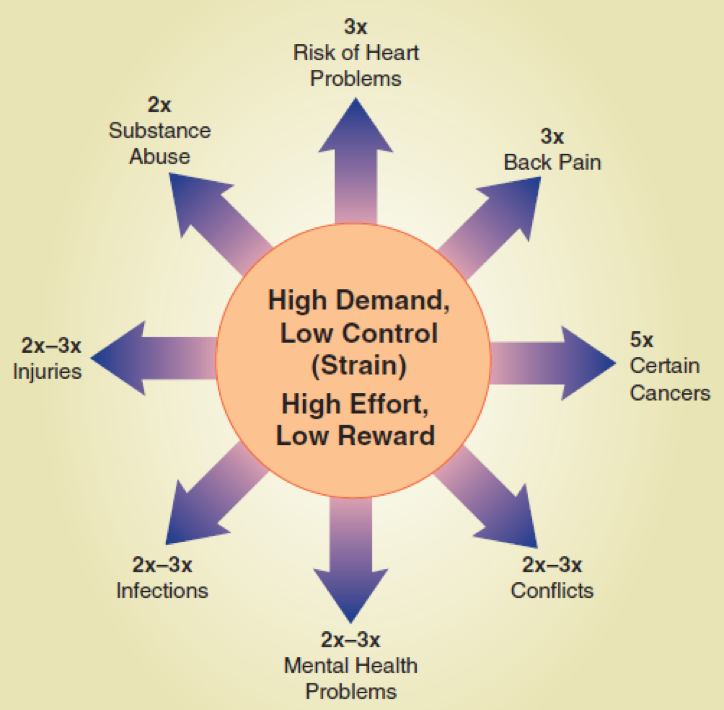 3x
Risk of Heart
Problems
3x
Back Pain
5x
Certain
Cancers
2x–3x
Conflicts
2x–3x
Mental Health
Problems
2x–3x
Infections
2x–3x
Injuries
2x
Substance
Abuse
High Demand,
Low Control
(Strain)
High Effort,
Low Reward